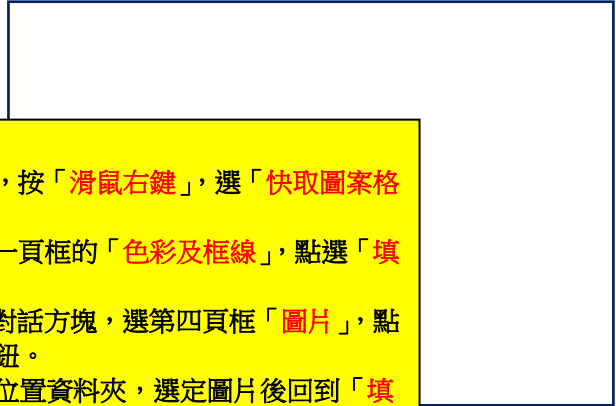 ，按「滑鼠右鍵」，選「快取圖案格
一頁框的「色彩及框線」，點選「填
對話方塊，選第四頁框「圖片」，點
鈕。
位置資料夾，選定圖片後回到「填